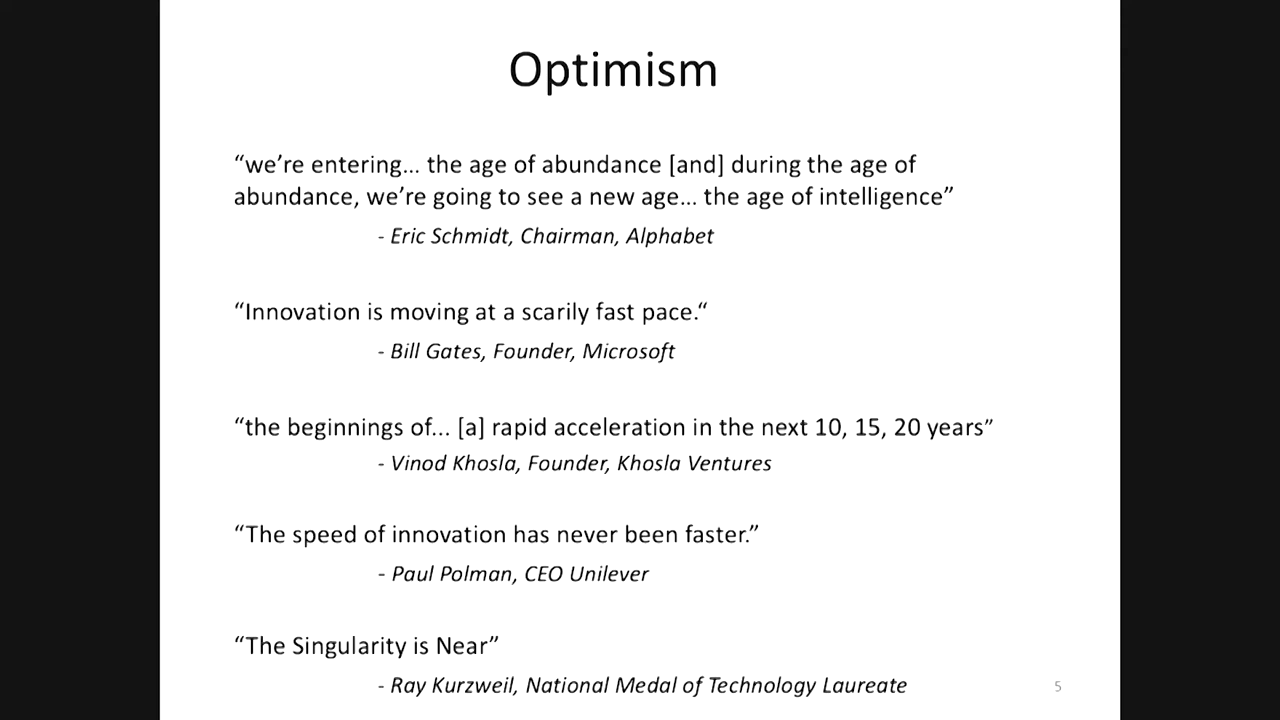 Optimism
“we’re entering... the age of abundance [and] during the age of
abundance, we’re going to see a new age... the age of intelligence”
- Eric Schmidt, Chairman, Alphabet
“Innovation is moving at a scarily fast pace.“
- Bill Gates, Founder, Microsoft
“the beginnings of... [a] rapid acceleration in the next 10, 15, 20 years”
- Vinod Khosla, Founder, Khosla Ventures
“The speed of innovation has never been faster.”
- Paul Polman, CEO Unilever
“The Singularity is Near”
- Ray Kurzweil, National Medal of Technology Laureate
5